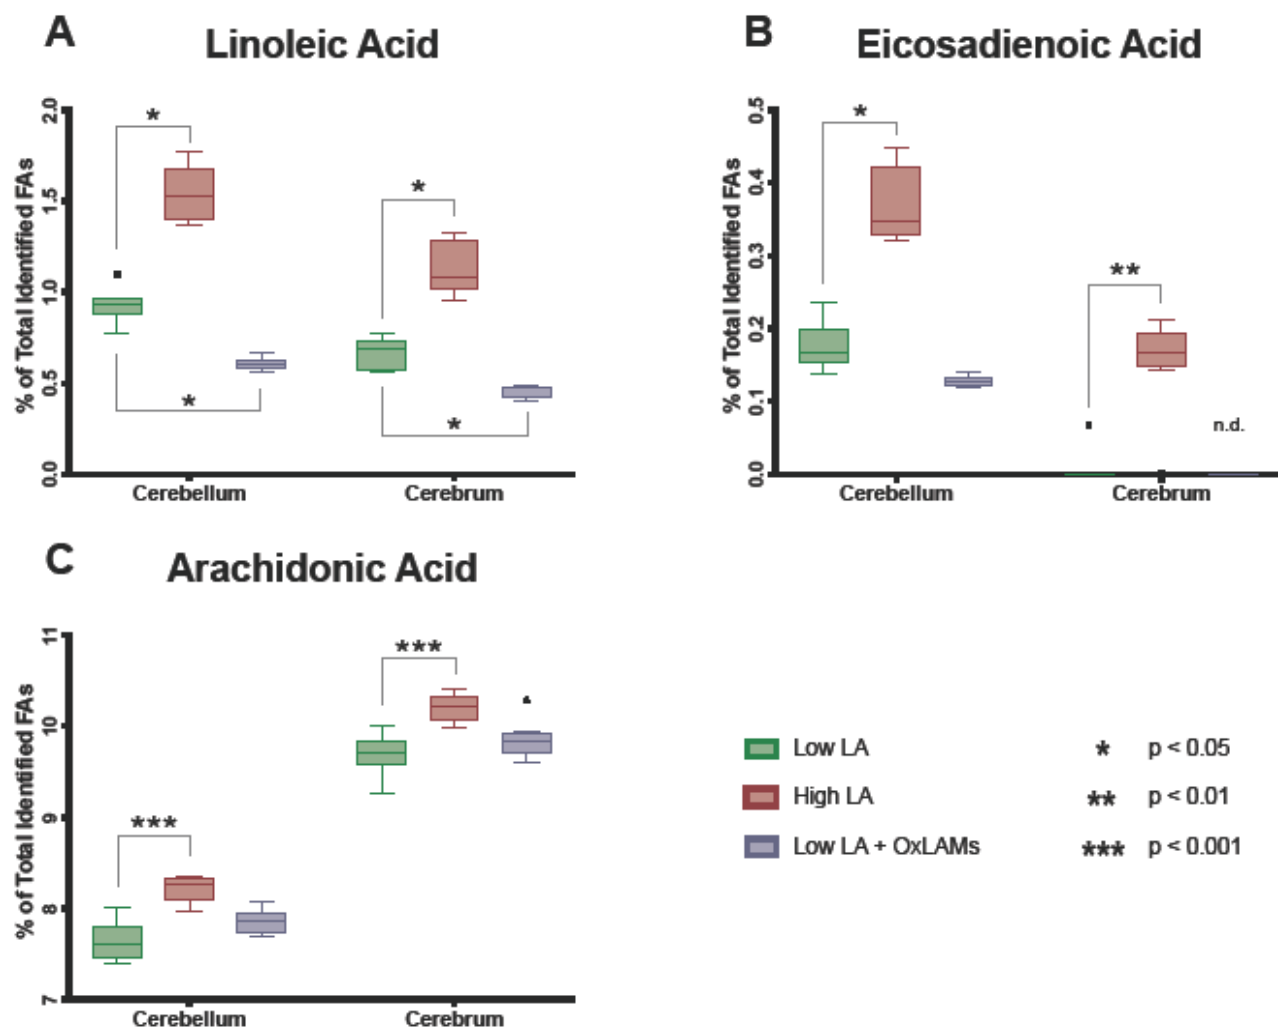 A
Linoleic Acid
% of Total Identified FAs
2.0
1.5
1.0
0.5
0.0
*
*
*
*
Cerebellum
Cerebrum
B
Eicosadienoic Acid
% of Total Identified FAs
0.5
0.4
0.3
0.2
0.1
0.0
*
**
n.d.
Cerebellum
Cerebrum
C
Arachidonic Acid
% of Total Identified FAs
11
10
9
8
7
***
***
Cerebellum
Cerebrum
Low LA
* p < 0.05
High LA
** p < 0.01
Low LA + OxLAMs
*** p < 0.001